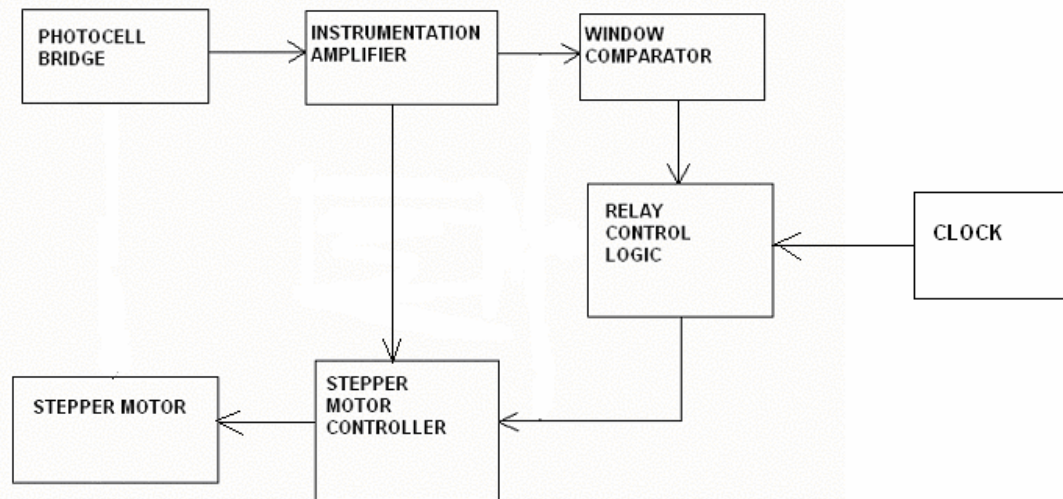 PHOTOCELL
BRIDGE
INSTRUMENTATION
AMPLIFIER
WINDOW
COMPARATOR
RELAY
CONTROL
LOGIC
CLOCK
STEPPER MOTOR
STEPPER
MOTOR
CONTROLLER